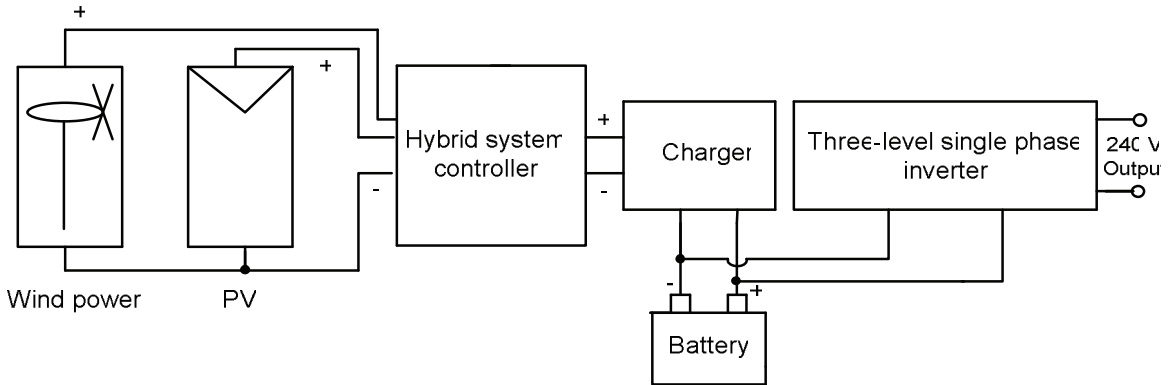 +
+
Hybrid system
controller
-
+
-
Charger
Three-level single phase
inverter
240 V
Output
Wind power
PV
-
+
Battery